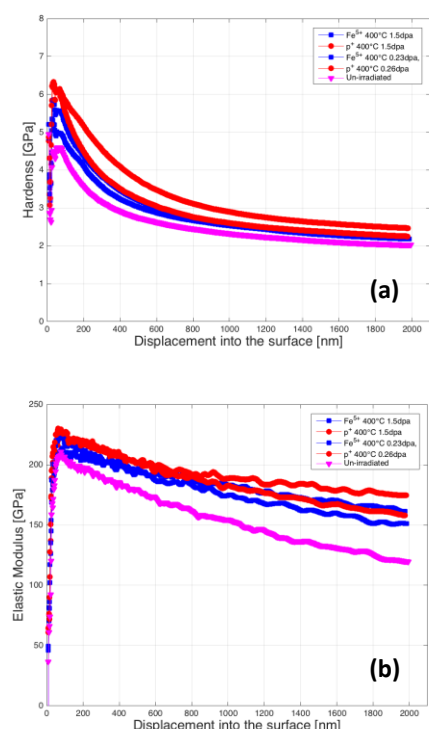 8
7
6
5
4
3
2
1
0
Hardenss [GPa]
0 200 400 600 800 1000 1200 1400 1600 1800 2000
Displacement into the surface [nm]
Fe5+ 400°C 1.5dpa
p+ 400°C 1.5dpa
Fe5+ 400°C 0.23dpa,
p+ 400°C 0.26dpa
Un-irradiated
(a)
250
200
150
100
50
0
Elastic Modulus [GPa]
0 200 400 600 800 1000 1200 1400 1600 1800 2000
Displacement into the surface [nm]
Fe5+ 400°C 1.5dpa
p+ 400°C 1.5dpa
Fe5+ 400°C 0.23dpa,
p+ 400°C 0.26dpa
Un-irradiated
(b)